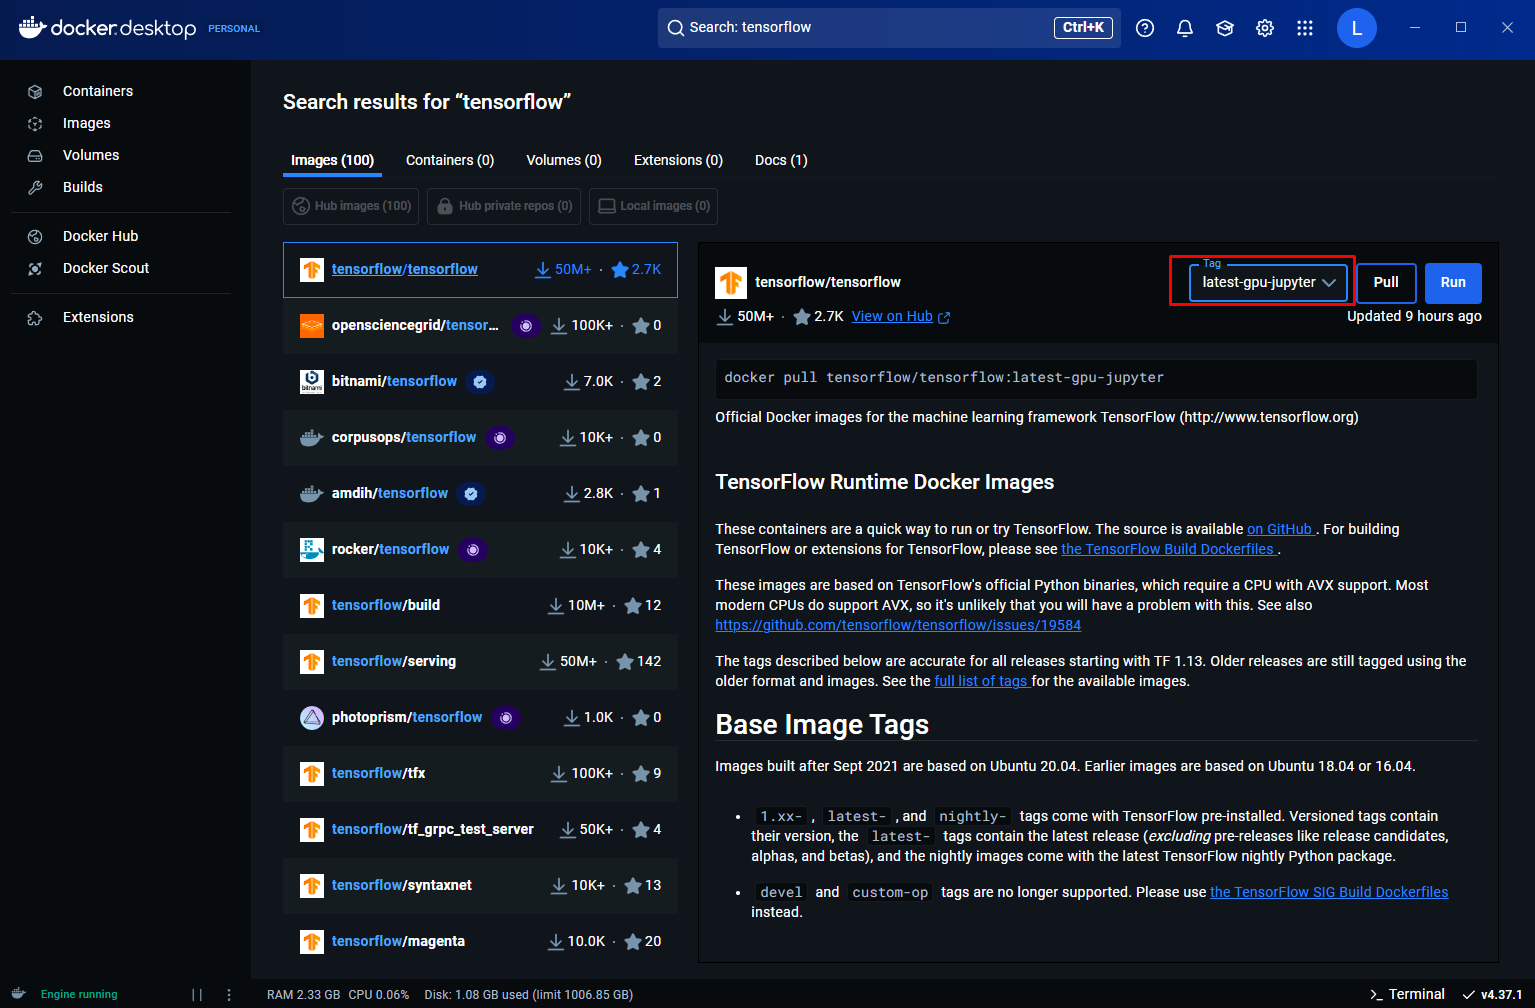 docker desktop PERSONAL
Search: tensorflow Ctrl+K
L
Containers
Images
Volumes
Builds
Docker Hub
Docker Scout
Extensions
Search results for “tensorflow”
Images (100) Containers (0) Volumes (0) Extensions (0) Docs (1)
Hub images (100) Hub private repos (0) Local images (0)
tensorflow/tensorflow 50M+ · 2.7K
opensciencegrid/tensor... 100K+ · 0
bitnami/tensorflow 7.0K · 2
corpusops/tensorflow 10K+ · 0
amdih/tensorflow 2.8K · 1
rocker/tensorflow 10K+ · 4
tensorflow/build 10M+ · 12
tensorflow/serving 50M+ · 142
photoprism/tensorflow 1.0K · 0
tensorflow/tfx 100K+ · 9
tensorflow/tf_grpc_test_server 50K+ · 4
tensorflow/syntaxnet 10K+ · 13
tensorflow/magenta 10.0K · 20
tensorflow/tensorflow
Tag
latest-gpu-jupyter
Pull
Run
50M+ · 2.7K View on Hub
Updated 9 hours ago
docker pull tensorflow/tensorflow:latest-gpu-jupyter
Official Docker images for the machine learning framework TensorFlow (http://www.tensorflow.org)
TensorFlow Runtime Docker Images
These containers are a quick way to run or try TensorFlow. The source is available on GitHub . For building
TensorFlow or extensions for TensorFlow, please see the TensorFlow Build Dockerfiles .
These images are based on TensorFlow's official Python binaries, which require a CPU with AVX support. Most
modern CPUs do support AVX, so it's unlikely that you will have a problem with this. See also
https://github.com/tensorflow/tensorflow/issues/19584
The tags described below are accurate for all releases starting with TF 1.13. Older releases are still tagged using the
older format and images. See the full list of tags for the available images.
Base Image Tags
Images built after Sept 2021 are based on Ubuntu 20.04. Earlier images are based on Ubuntu 18.04 or 16.04.
• 1.xx- , latest- , and nightly- tags come with TensorFlow pre-installed. Versioned tags contain
their version, the latest- tags contain the latest release (excluding pre-releases like release candidates,
alphas, and betas), and the nightly images come with the latest TensorFlow nightly Python package.
• devel and custom-op tags are no longer supported. Please use the TensorFlow SIG Build Dockerfiles
instead.
Engine running
RAM 2.33 GB CPU 0.06% Disk: 1.08 GB used (limit 1006.85 GB)
Terminal v4.37.1